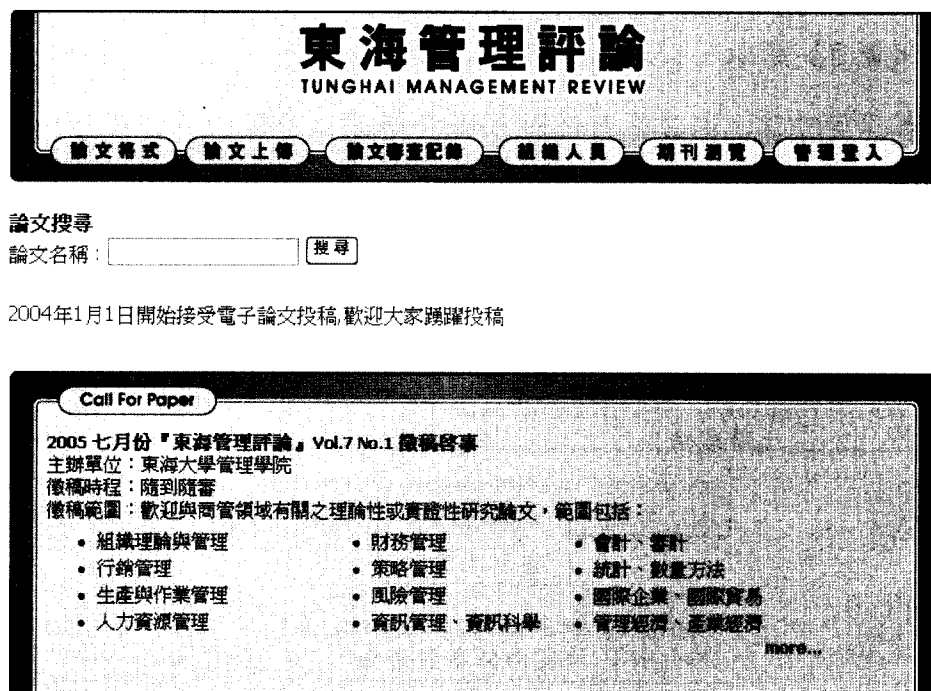 東海管理評論
TUNGHAI MANAGEMENT REVIEW
論文格式 論文上傳 論文審查記錄 組織人員 期刊瀏覽 管理登入
論文搜尋
論文名稱： 搜尋
2004年1月1日開始接受電子論文投稿,歡迎大家踴躍投稿
Call For Paper
2005 七月份『東海管理評論』Vol.7 No.1 徵稿啓事
主辦單位：東海大學管理學院
徵稿時程：隨到隨審
徵稿範圍：歡迎與商管領域有關之理論性或實證性研究論文，範圍包括：
• 組織理論與管理 • 財務管理 • 會計、審計
• 行銷管理 • 策略管理 • 統計、數量方法
• 生產與作業管理 • 風險管理 • 國際企業、國際貿易
• 人力資源管理 • 資訊管理、資訊科學 • 管理經濟、產業經濟
more...